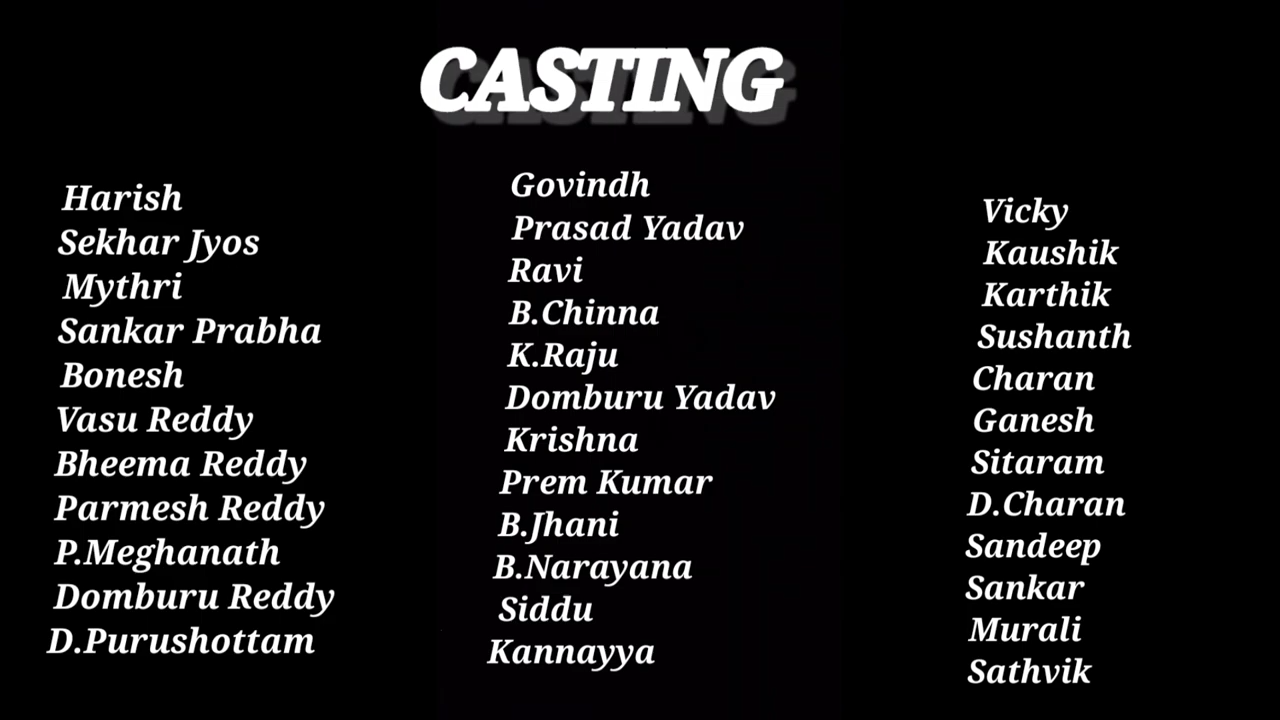 CASTING
Harish
Sekhar Jyos
Mythri
Sankar Prabha
Bonesh
Vasu Reddy
Bheema Reddy
Parmesh Reddy
P.Meghanath
Domburu Reddy
D.Purushottam
Govindh
Prasad Yadav
Ravi
B.Chinna
K.Raju
Domburu Yadav
Krishna
Prem Kumar
B.Jhani
B.Narayana
Siddu
Kannayya
Vicky
Kaushik
Karthik
Sushanth
Charan
Ganesh
Sitaram
D.Charan
Sandeep
Sankar
Murali
Sathvik